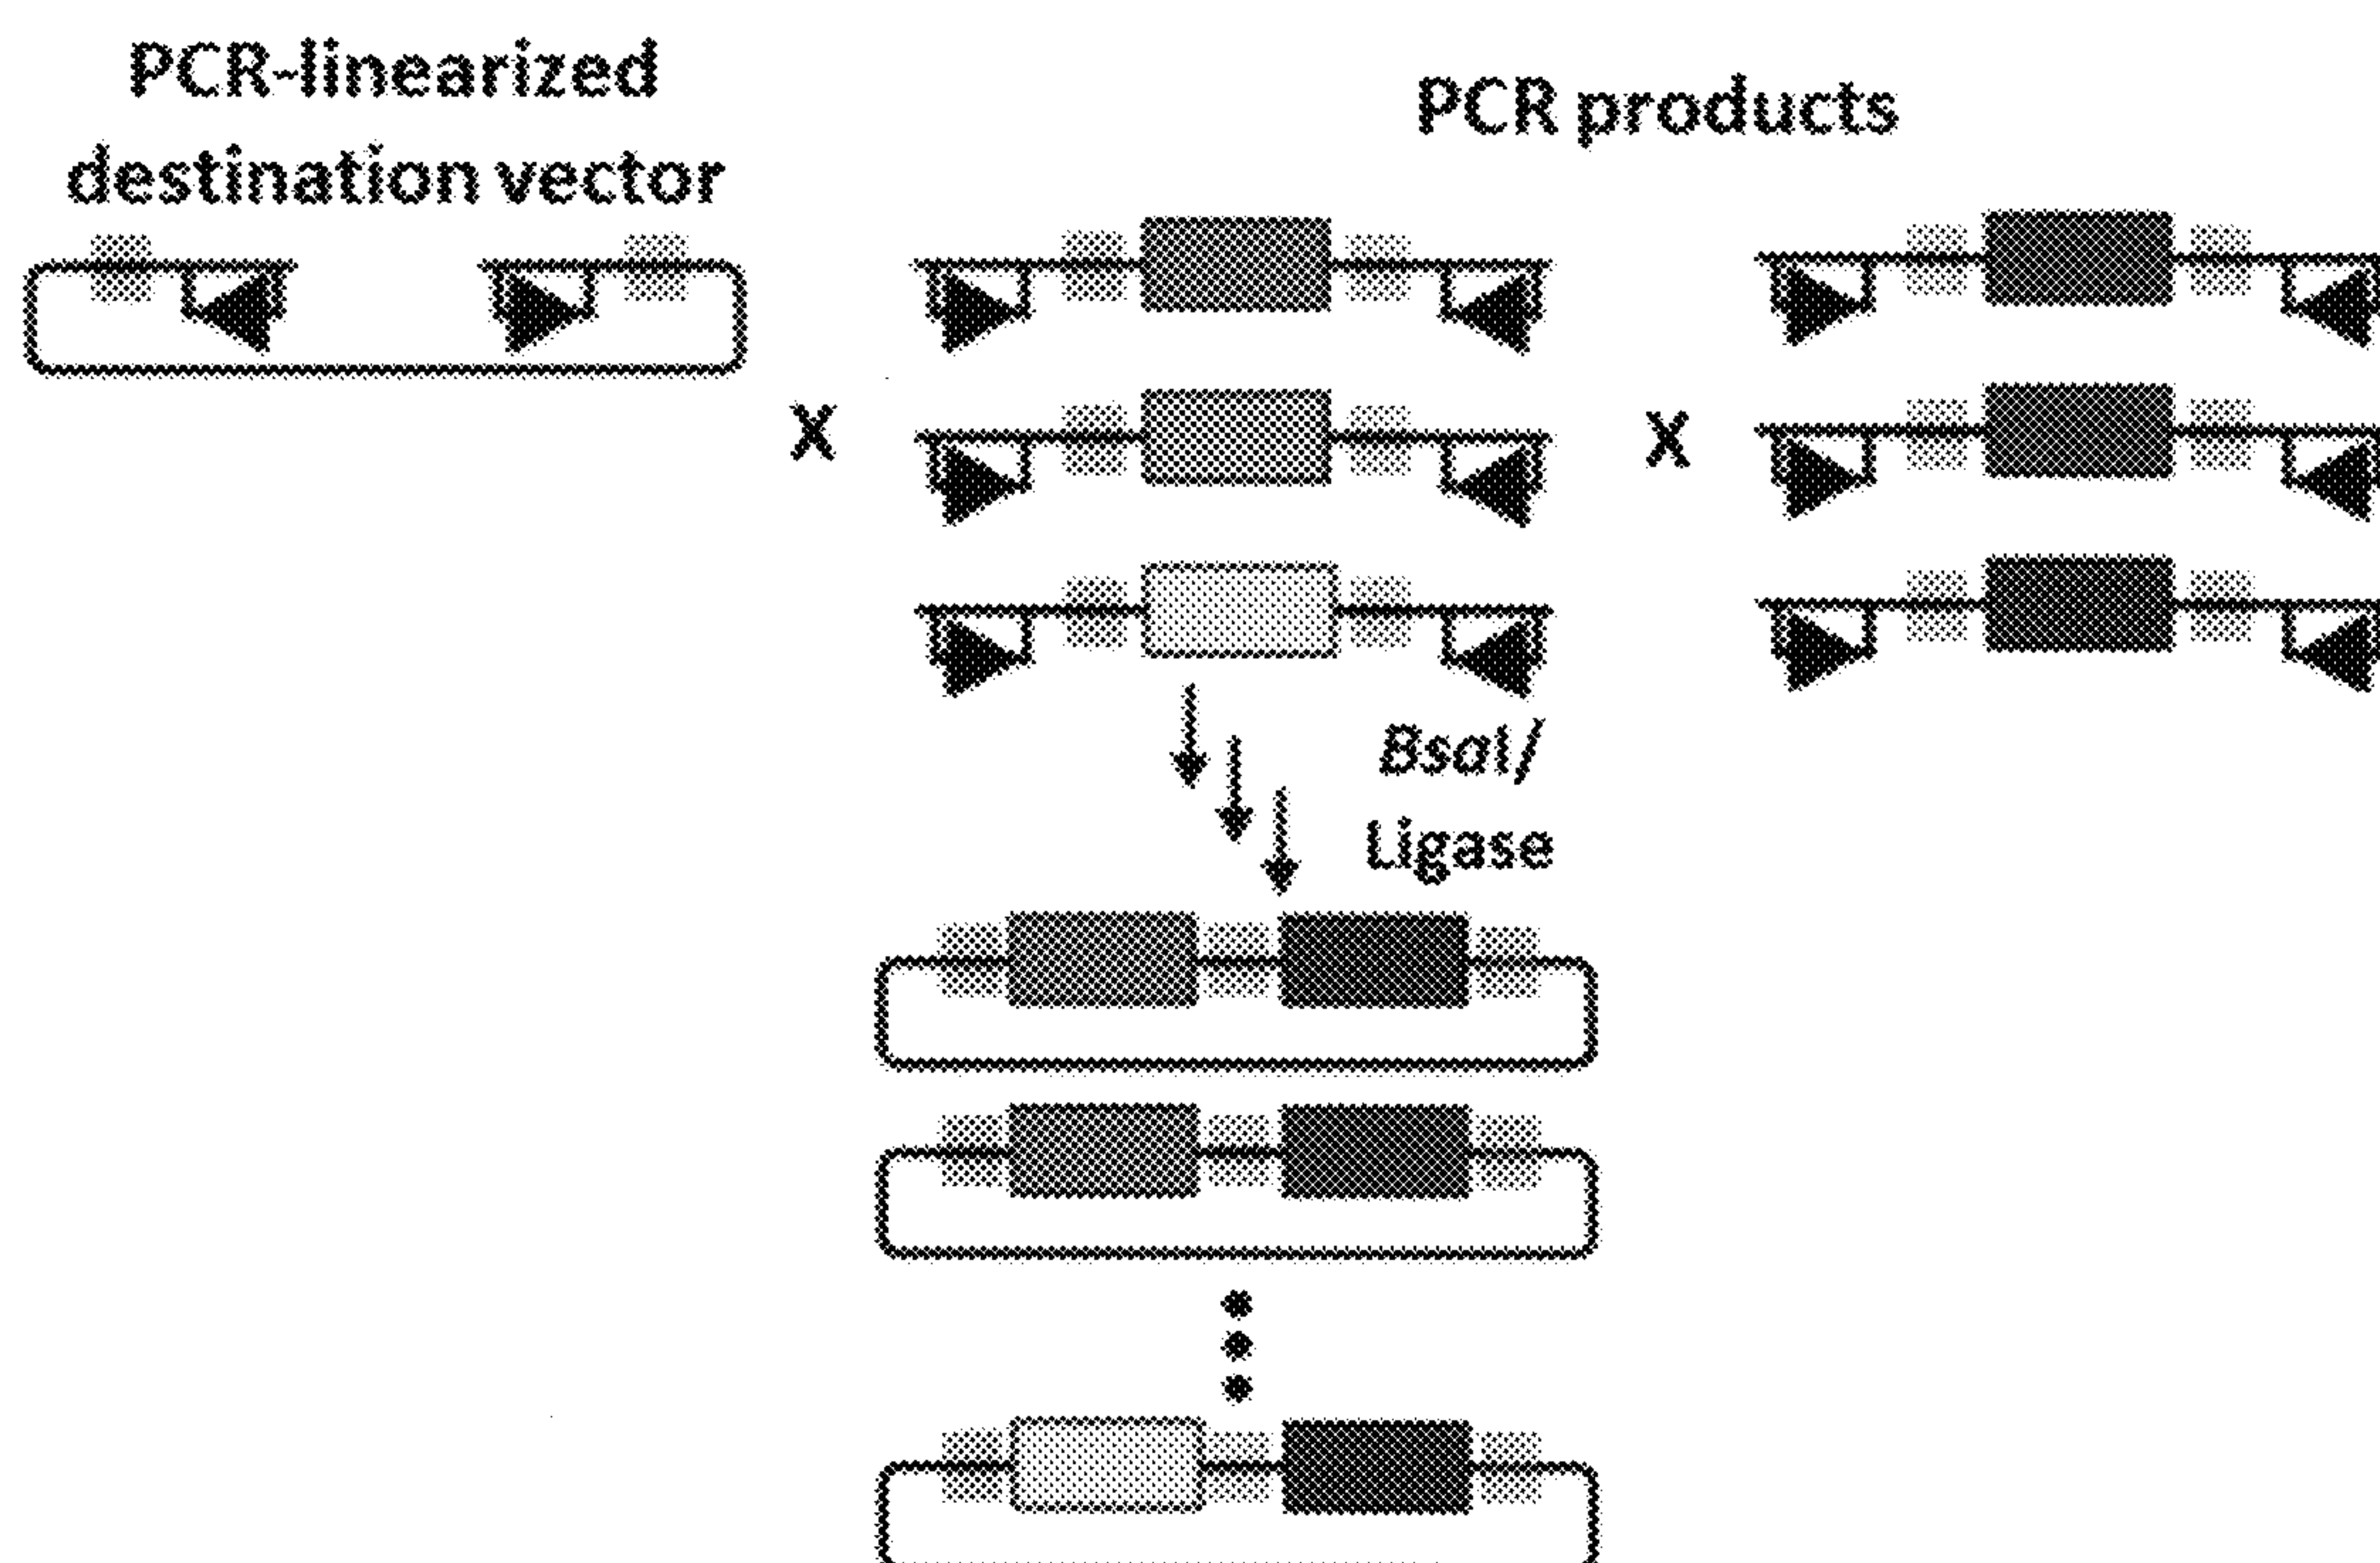 PCR-linearized
destination vector
PCR products
X
X
BsaI/
Ligase